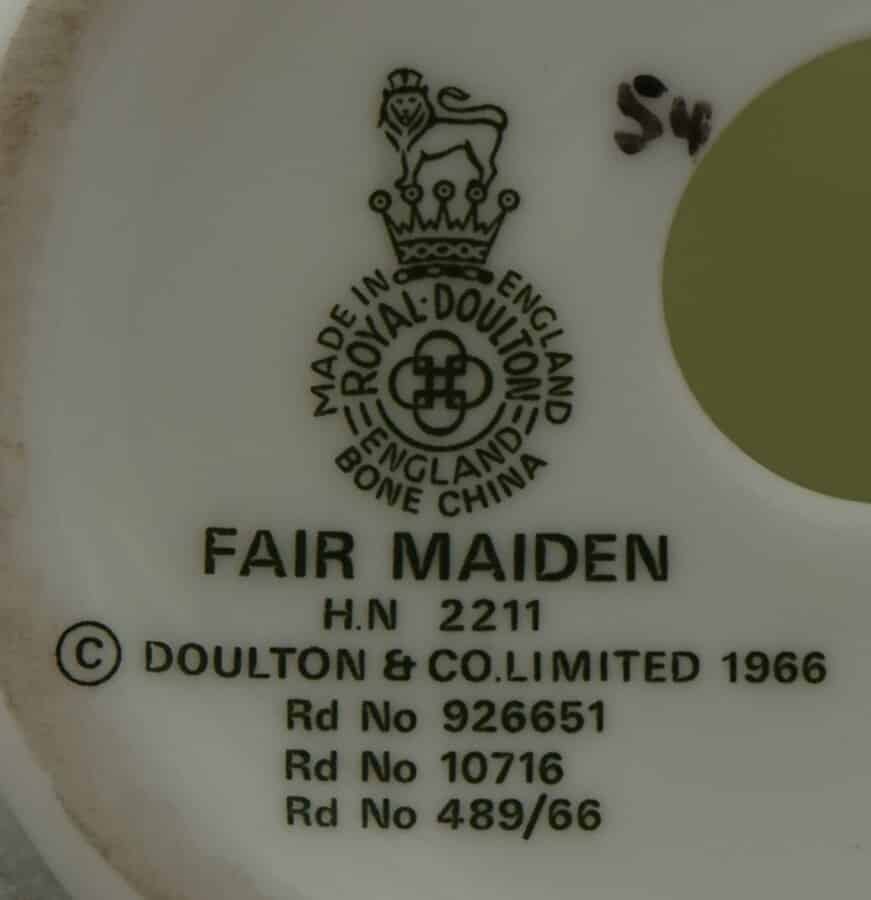 S4
MADE IN ENGLAND
ROYAL·DOULTON
ENGLAND
BONE CHINA
FAIR MAIDEN
H.N 2211
© DOULTON & CO.LIMITED 1966
Rd No 926651
Rd No 10716
Rd No 489/66